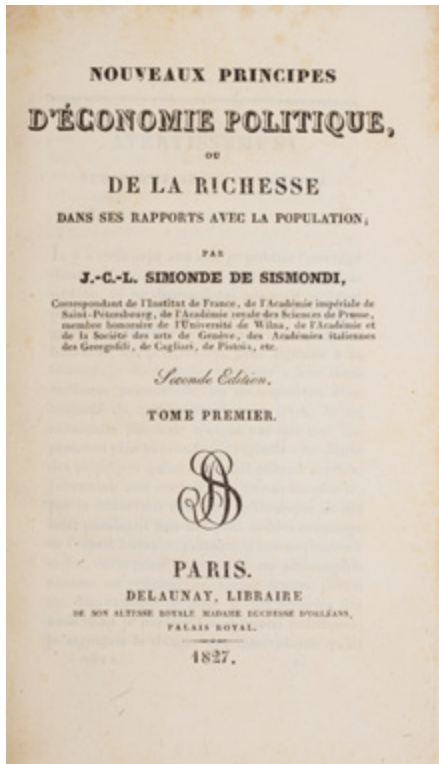 NOUVEAUX PRINCIPES
D'ÉCONOMIE POLITIQUE,
OU
DE LA RICHESSE
DANS SES RAPPORTS AVEC LA POPULATION;
PAR
J.-C.-L. SIMONDE DE SISMONDI,
Correspondant de l'Institut de France, de l'Académie impériale de
Saint-Pétersbourg, de l'Académie royale des Sciences de Prusse,
membre honoraire de l'Université de Wilna, de l'Académie et
de la Société des arts de Genève, des Académies italiennes
des Georgofili, de Cagliari, de Pistoia, etc.
Seconde Édition.
TOME PREMIER.
PARIS.
DELAUNAY, LIBRAIRE
DE SON ALTESSE ROYALE MADAME DUCHESSE D'ORLÉANS,
PALAIS ROYAL.
1827.